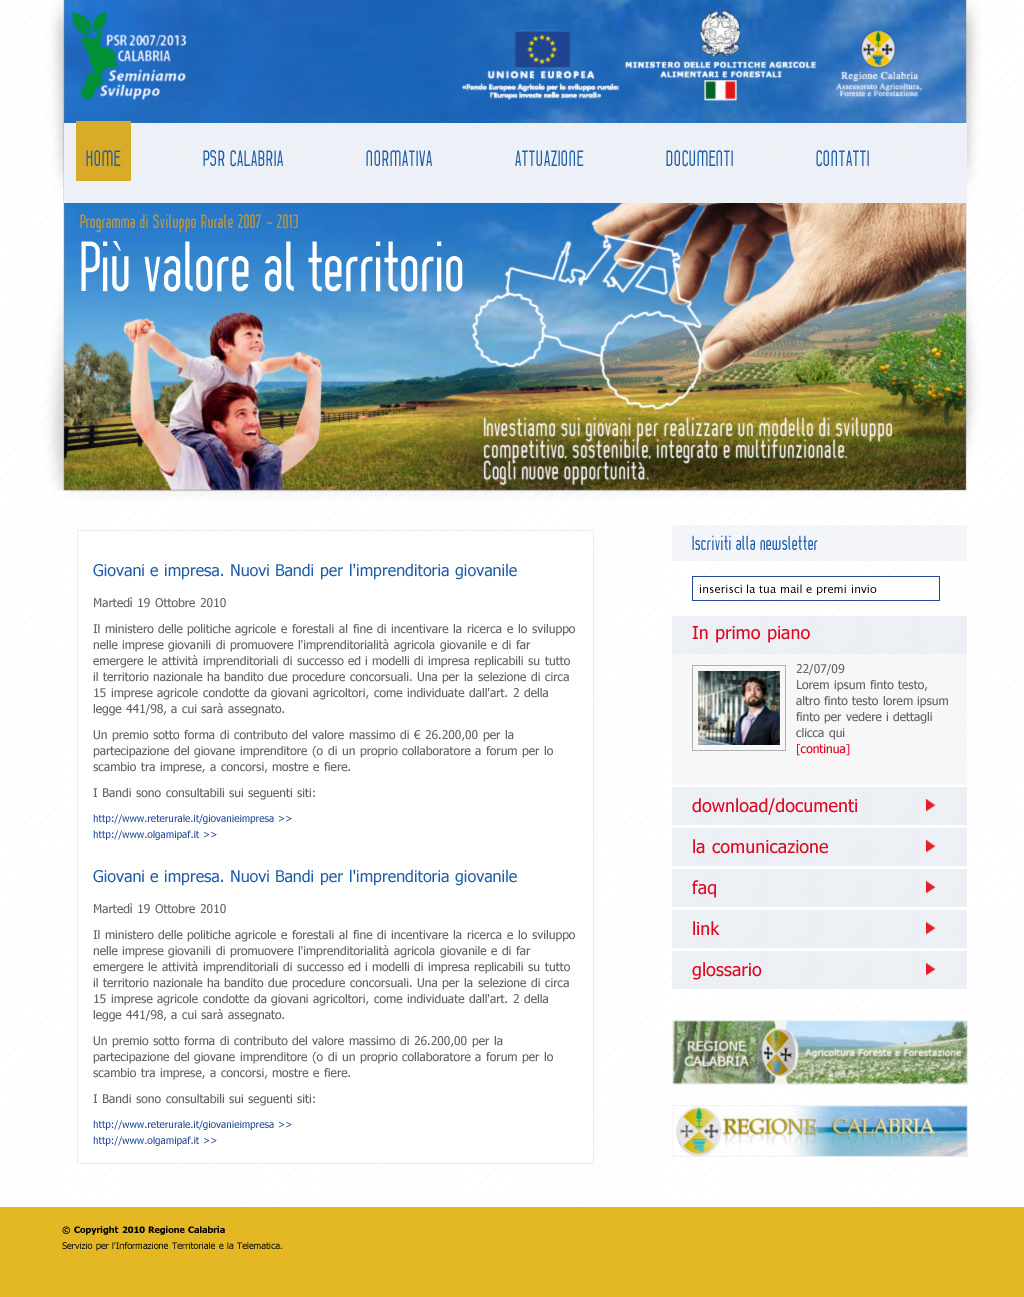 PSR 2007/2013
CALABRIA
Seminiamo
Sviluppo
UNIONE EUROPEA
«Fondo Europeo Agricolo per lo sviluppo rurale:
l'Europa investe nelle zone rurali»
MINISTERO DELLE POLITICHE AGRICOLE
ALIMENTARI E FORESTALI
Regione Calabria
Assessorato Agricoltura,
Foreste e Forestazione
HOME
PSR CALABRIA
NORMATIVA
ATTUAZIONE
DOCUMENTI
CONTATTI
Programma di Sviluppo Rurale 2007 - 2013
Più valore al territorio
Investiamo sui giovani per realizzare un modello di sviluppo
competitivo, sostenibile, integrato e multifunzionale.
Cogli nuove opportunità.
Giovani e impresa. Nuovi Bandi per l'imprenditoria giovanile
Martedì 19 Ottobre 2010
Il ministero delle politiche agricole e forestali al fine di incentivare la ricerca e lo sviluppo
nelle imprese giovanili di promuovere l'imprenditorialità agricola giovanile e di far
emergere le attività imprenditoriali di successo ed i modelli di impresa replicabili su tutto
il territorio nazionale ha bandito due procedure concorsuali. Una per la selezione di circa
15 imprese agricole condotte da giovani agricoltori, come individuate dall'art. 2 della
legge 441/98, a cui sarà assegnato.
Un premio sotto forma di contributo del valore massimo di € 26.200,00 per la
partecipazione del giovane imprenditore (o di un proprio collaboratore a forum per lo
scambio tra imprese, a concorsi, mostre e fiere.
I Bandi sono consultabili sui seguenti siti:
http://www.reterurale.it/giovanieimpresa >>
http://www.olgamipaf.it >>
Giovani e impresa. Nuovi Bandi per l'imprenditoria giovanile
Martedì 19 Ottobre 2010
Il ministero delle politiche agricole e forestali al fine di incentivare la ricerca e lo sviluppo
nelle imprese giovanili di promuovere l'imprenditorialità agricola giovanile e di far
emergere le attività imprenditoriali di successo ed i modelli di impresa replicabili su tutto
il territorio nazionale ha bandito due procedure concorsuali. Una per la selezione di circa
15 imprese agricole condotte da giovani agricoltori, come individuate dall'art. 2 della
legge 441/98, a cui sarà assegnato.
Un premio sotto forma di contributo del valore massimo di 26.200,00 per la
partecipazione del giovane imprenditore (o di un proprio collaboratore a forum per lo
scambio tra imprese, a concorsi, mostre e fiere.
I Bandi sono consultabili sui seguenti siti:
http://www.reterurale.it/giovanieimpresa >>
http://www.olgamipaf.it >>
Iscriviti alla newsletter
inserisci la tua mail e premi invio
In primo piano
22/07/09
Lorem ipsum finto testo,
altro finto testo lorem ipsum
finto per vedere i dettagli
clicca qui
[continua]
download/documenti
la comunicazione
faq
link
glossario
REGIONE
CALABRIA
Agricoltura Foreste e Forestazione
REGIONE CALABRIA
© Copyright 2010 Regione Calabria
Servizio per l'Informazione Territoriale e la Telematica.